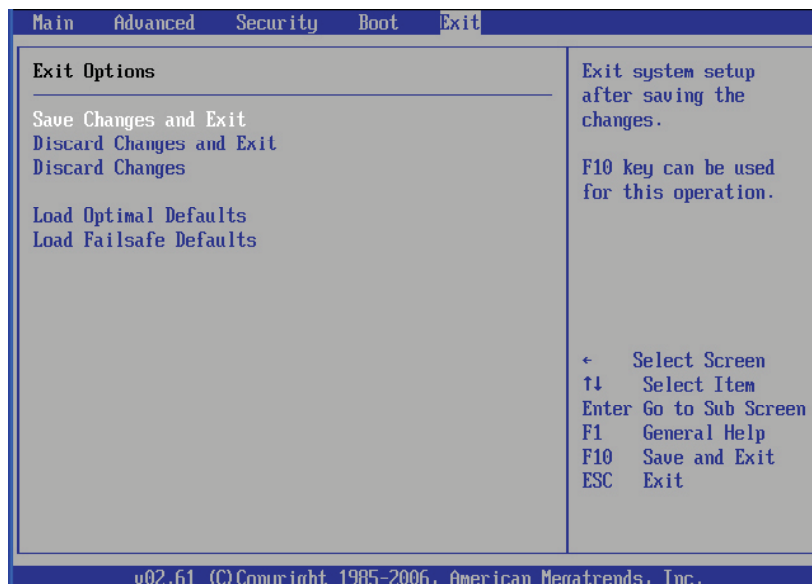 Main Advanced Security Boot Exit
Exit Options
Save Changes and Exit
Discard Changes and Exit
Discard Changes
Load Optimal Defaults
Load Failsafe Defaults
Exit system setup
after saving the
changes.
F10 key can be used
for this operation.
← Select Screen
↑↓ Select Item
Enter Go to Sub Screen
F1 General Help
F10 Save and Exit
ESC Exit
v02.61 (C)Copyright 1985-2006, American Megatrends, Inc.